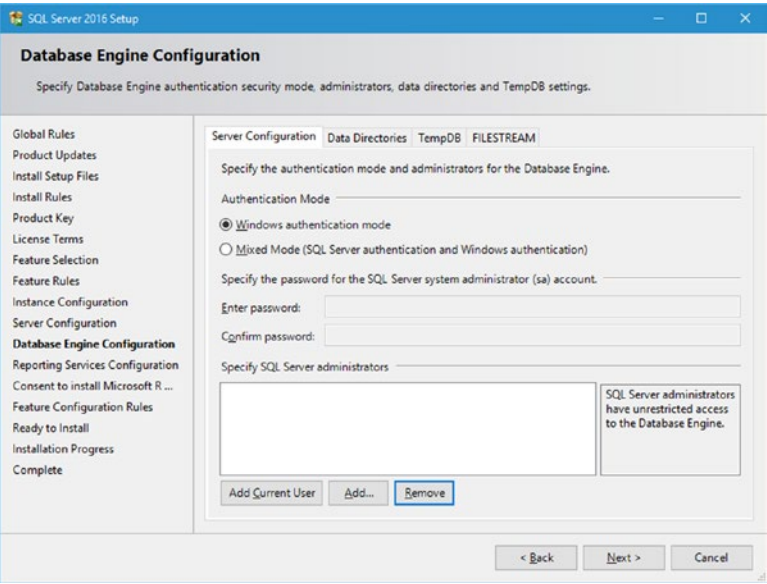 SQL Server 2016 Setup
Database Engine Configuration
Specify Database Engine authentication security mode, administrators, data directories and TempDB settings.
Global Rules
Product Updates
Install Setup Files
Install Rules
Product Key
License Terms
Feature Selection
Feature Rules
Instance Configuration
Server Configuration
Database Engine Configuration
Reporting Services Configuration
Consent to install Microsoft R ...
Feature Configuration Rules
Ready to Install
Installation Progress
Complete
Server Configuration Data Directories TempDB FILESTREAM
Specify the authentication mode and administrators for the Database Engine.
Authentication Mode
Windows authentication mode
Mixed Mode (SQL Server authentication and Windows authentication)
Specify the password for the SQL Server system administrator (sa) account.
Enter password:
Confirm password:
Specify SQL Server administrators
SQL Server administrators
have unrestricted access
to the Database Engine.
Add Current User Add... Remove
< Back Next > Cancel